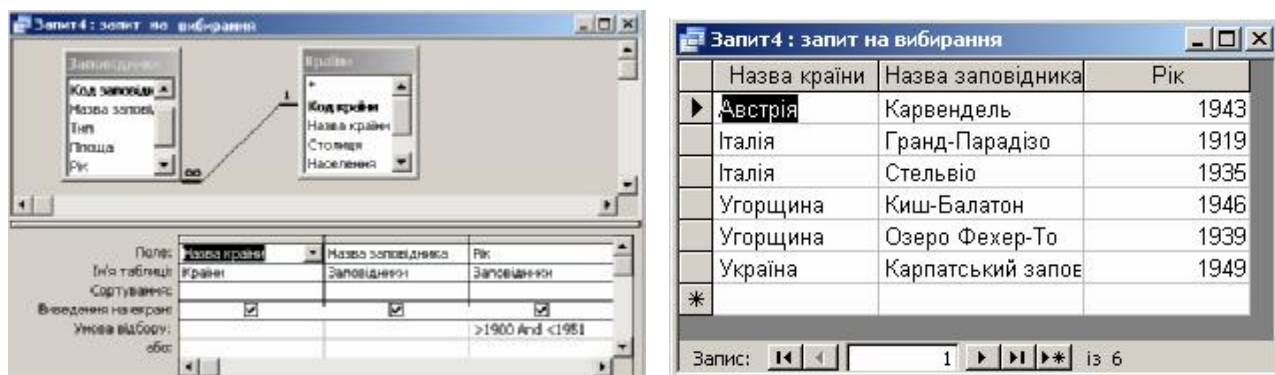 Запит4 : запит на вибирання
Заповідники
Код заповідн
Назва запові
Тип
Площа
Рік
1
∞
Країни
*
Код країни
Назва країни
Столиця
Населення
Поле: Назва країни Назва заповідника Рік
Ім'я таблиці: Країни Заповідники Заповідники
Сортування:
Виведення на екран:
Умова відбору: >1900 And <1951
або:
Запит4 : запит на вибирання
Назва країни Назва заповідника Рік
Австрія Карвендель 1943
Італія Гранд-Парадізо 1919
Італія Стельвіо 1935
Угорщина Киш-Балатон 1946
Угорщина Озеро Фехер-То 1939
Україна Карпатський запов 1949
Запис: 1 із 6